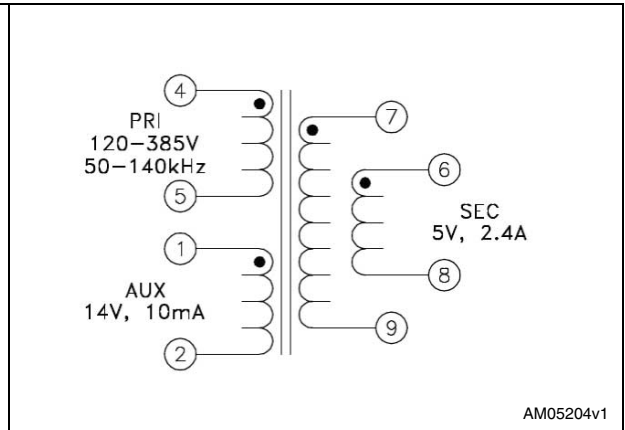 4
PRI
120–385V
50–140kHz
5
1
AUX
14V, 10mA
2
7
6
SEC
5V, 2.4A
8
9
AM05204v1